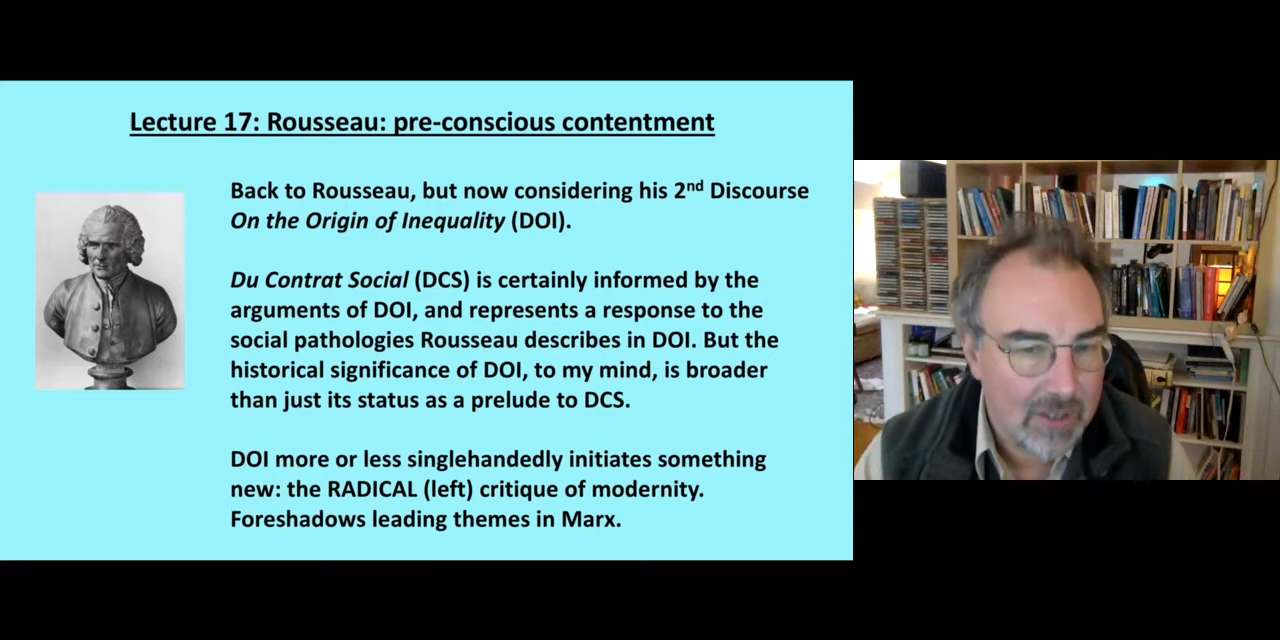 Lecture 17: Rousseau: pre-conscious contentment
Back to Rousseau, but now considering his 2nd Discourse
On the Origin of Inequality (DOI).
Du Contrat Social (DCS) is certainly informed by the
arguments of DOI, and represents a response to the
social pathologies Rousseau describes in DOI. But the
historical significance of DOI, to my mind, is broader
than just its status as a prelude to DCS.
DOI more or less singlehandedly initiates something
new: the RADICAL (left) critique of modernity.
Foreshadows leading themes in Marx.